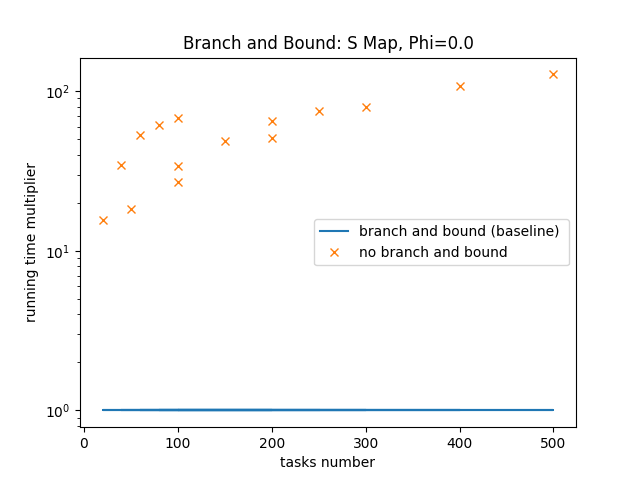 Branch and Bound: S Map, Phi=0.0
running time multiplier
10²
10¹
10⁰
branch and bound (baseline)
no branch and bound
0 100 200 300 400 500
tasks number